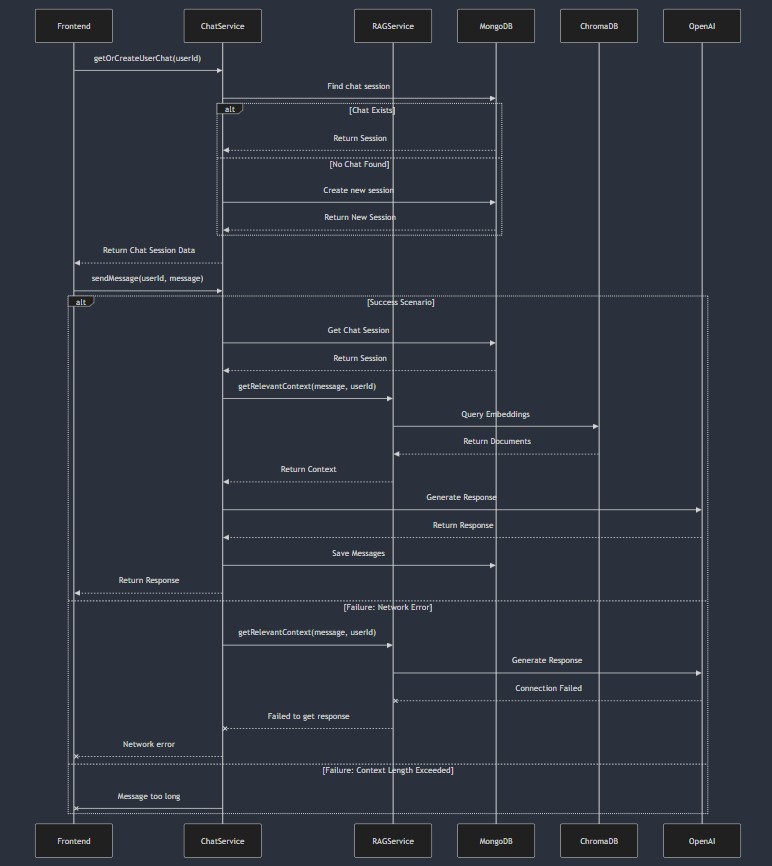 Frontend
ChatService
RAGService
MongoDB
ChromaDB
OpenAI
getOrCreateUserChat(userId)
Find chat session
alt
[Chat Exists]
Return Session
[No Chat Found]
Create new session
Return New Session
Return Chat Session Data
sendMessage(userId, message)
alt
[Success Scenario]
Get Chat Session
Return Session
getRelevantContext(message, userId)
Query Embeddings
Return Documents
Return Context
Generate Response
Return Response
Save Messages
Return Response
[Failure: Network Error]
getRelevantContext(message, userId)
Generate Response
Connection Failed
Failed to get response
Network error
[Failure: Context Length Exceeded]
Message too long
Frontend
ChatService
RAGService
MongoDB
ChromaDB
OpenAI